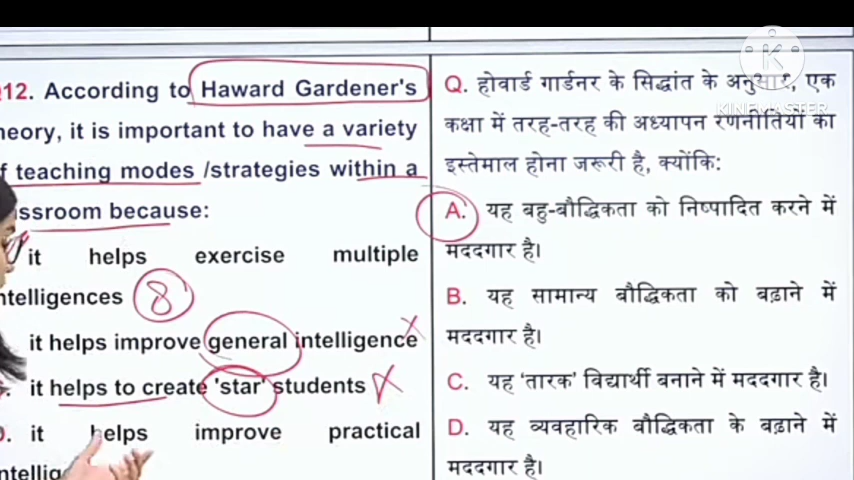 12. According to Haward Gardener's
heory, it is important to have a variety
f teaching modes /strategies within a
ssroom because:
it helps exercise multiple
ntelligences 8
it helps improve general intelligence
it helps to create 'star' students
. it helps improve practical
ntellig
Q. होवार्ड गार्डनर के सिद्धांत के अनुसार, एक
कक्षा में तरह-तरह की अध्यापन रणनीतियों का
इस्तेमाल होना जरूरी है, क्योंकि:
A. यह बहु-बौद्धिकता को निष्पादित करने में
मददगार है।
B. यह सामान्य बौद्धिकता को बढ़ाने में
मददगार है।
C. यह 'तारक' विद्यार्थी बनाने में मददगार है।
D. यह व्यवहारिक बौद्धिकता के बढ़ाने में
मददगार है।
K
KINEMASTER